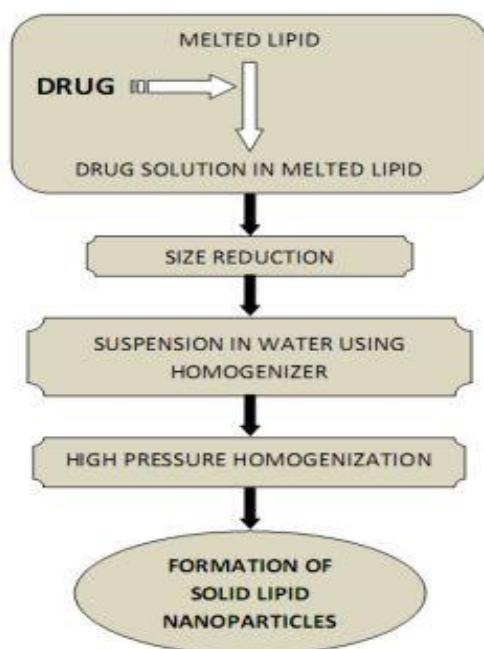 MELTED LIPID
DRUG
DRUG SOLUTION IN MELTED LIPID
SIZE REDUCTION
SUSPENSION IN WATER USING
HOMOGENIZER
HIGH PRESSURE HOMOGENIZATION
FORMATION OF
SOLID LIPID
NANOPARTICLES